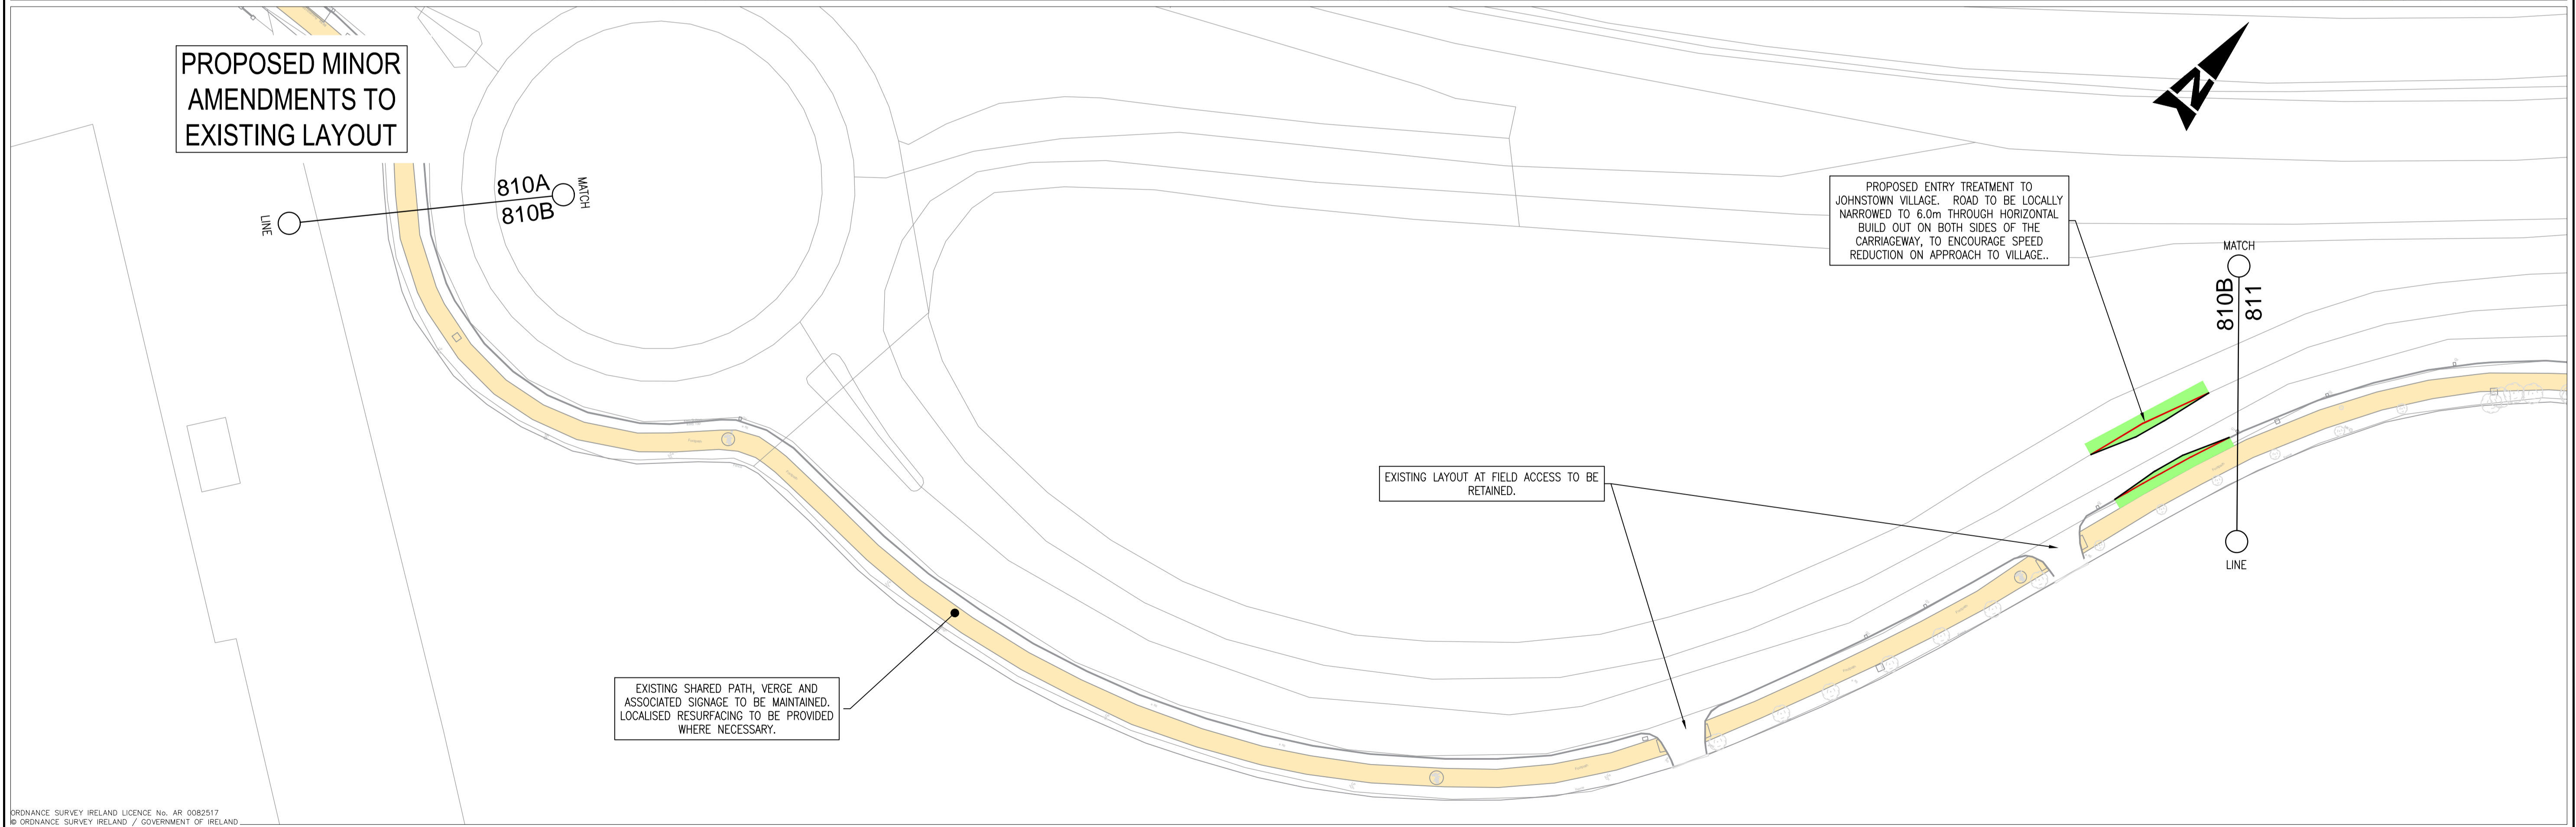 PROPOSED MINOR
AMENDMENTS TO
EXISTING LAYOUT
810A
810B
MATCH
LINE
N
PROPOSED ENTRY TREATMENT TO
JOHNSTOWN VILLAGE. ROAD TO BE LOCALLY
NARROWED TO 6.0m THROUGH HORIZONTAL
BUILD OUT ON BOTH SIDES OF THE
CARRIAGEWAY, TO ENCOURAGE SPEED
REDUCTION ON APPROACH TO VILLAGE..
MATCH
810B
811
LINE
EXISTING LAYOUT AT FIELD ACCESS TO BE
RETAINED.
EXISTING SHARED PATH, VERGE AND
ASSOCIATED SIGNAGE TO BE MAINTAINED.
LOCALISED RESURFACING TO BE PROVIDED
WHERE NECESSARY.
ORDNANCE SURVEY IRELAND LICENCE No. AR 0082517
© ORDNANCE SURVEY IRELAND / GOVERNMENT OF IRELAND